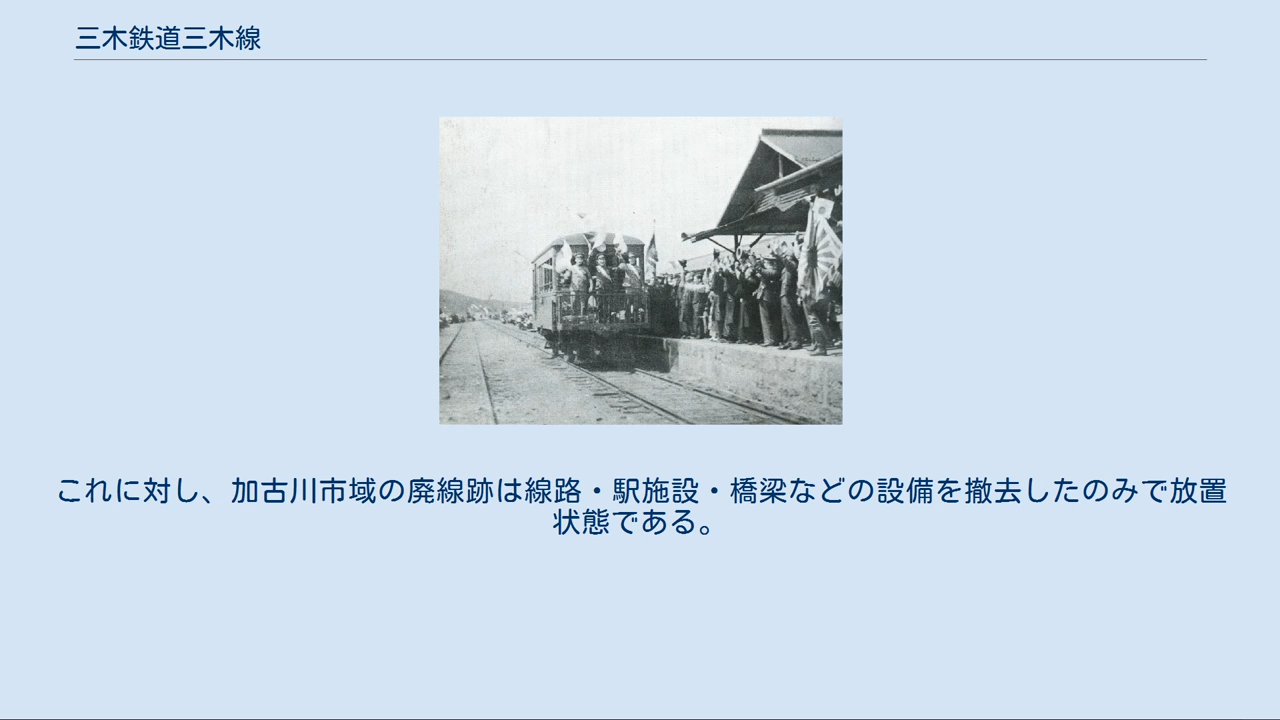 三木鉄道三木線
これに対し、加古川市域の廃線跡は線路・駅施設・橋梁などの設備を撤去したのみで放置
状態である。